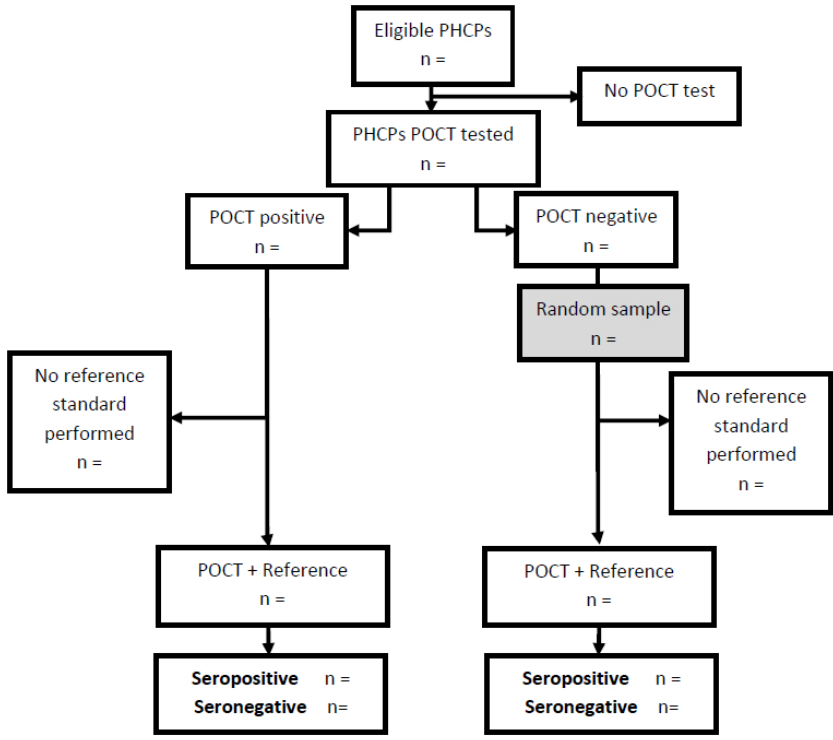 Eligible PHCPs
n =
No POCT test
PHCPs POCT tested
n =
POCT positive
n =
POCT negative
n =
Random sample
n =
No reference
standard
performed
n =
No reference
standard
performed
n =
POCT + Reference
n =
POCT + Reference
n =
Seropositive n =
Seronegative n=
Seropositive n =
Seronegative n=